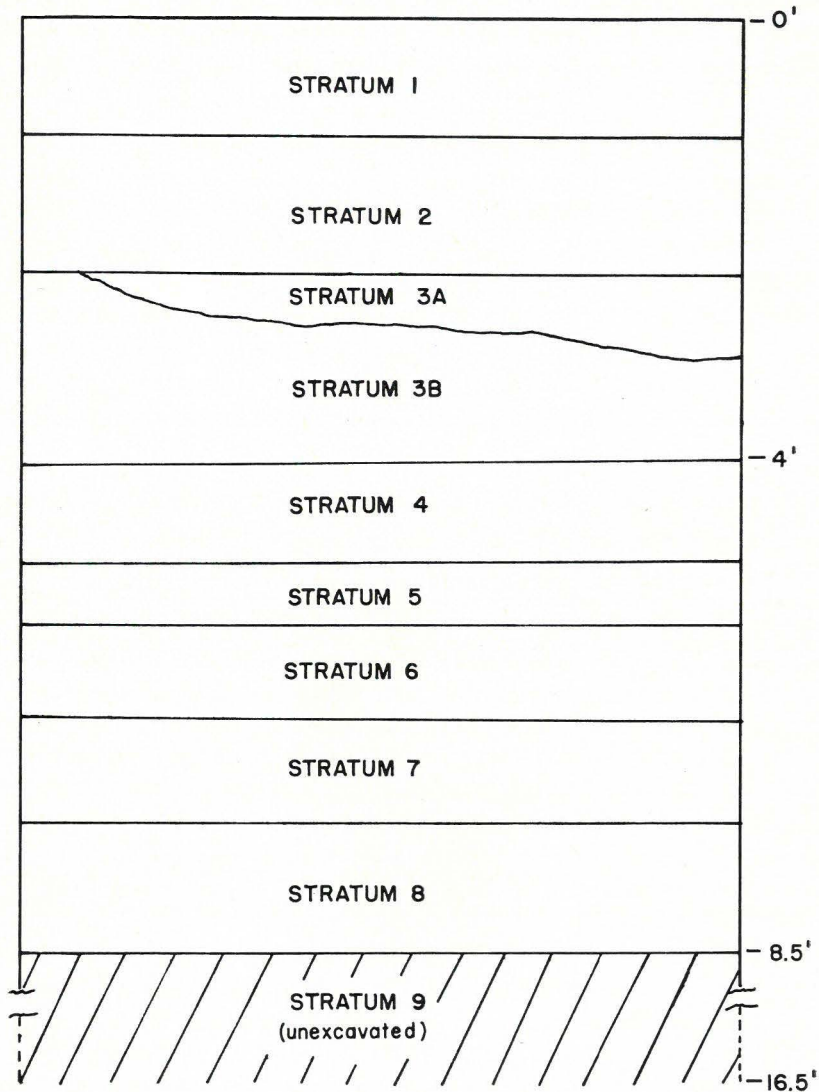 -0'
STRATUM 1
STRATUM 2
STRATUM 3A
STRATUM 3B
-4'
STRATUM 4
STRATUM 5
STRATUM 6
STRATUM 7
STRATUM 8
-8.5'
STRATUM 9
(unexcavated)
-16.5'